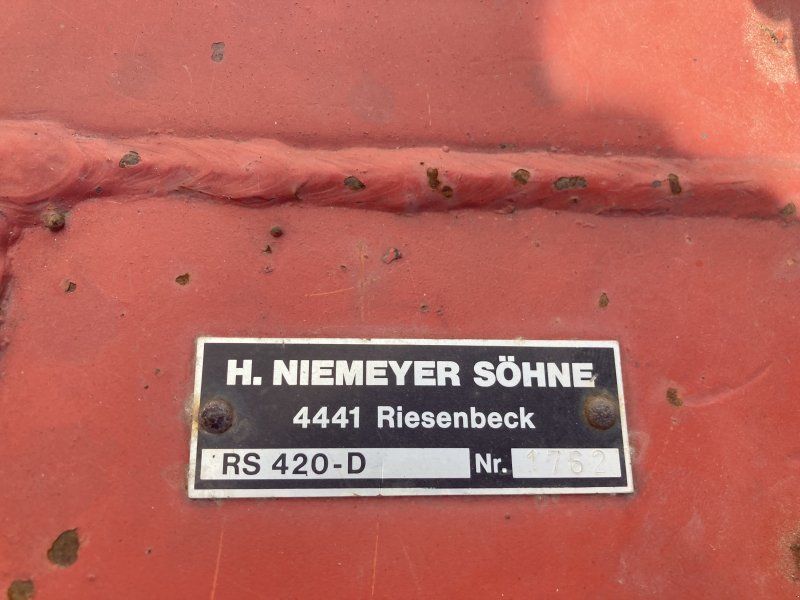 H. NIEMEYER SÖHNE
4441 Riesenbeck
RS 420-D Nr. 1762